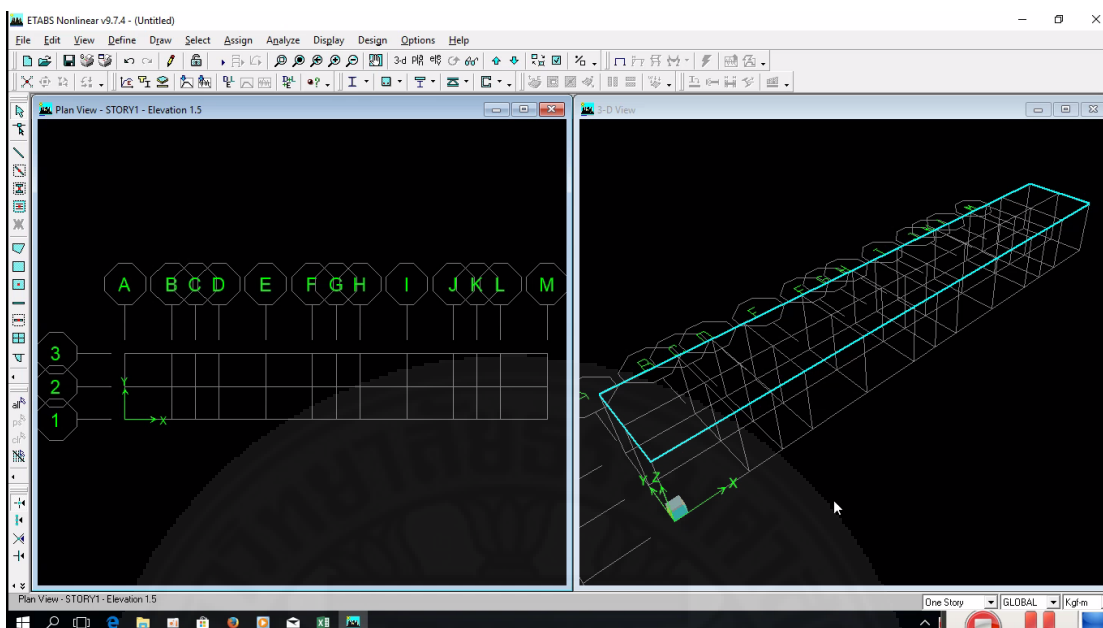 ETABS Nonlinear v9.7.4 - (Untitled)
File Edit View Define Draw Select Assign Analyze Display Design Options Help
3-d
Plan View - STORY1 - Elevation 1.5
3-D View
A B C D E F G H I J K L M
3
2
1
Y
X
B
E
Y Z X
all
Plan View - STORY1 - Elevation 1.5
One Story GLOBAL Kgf-m